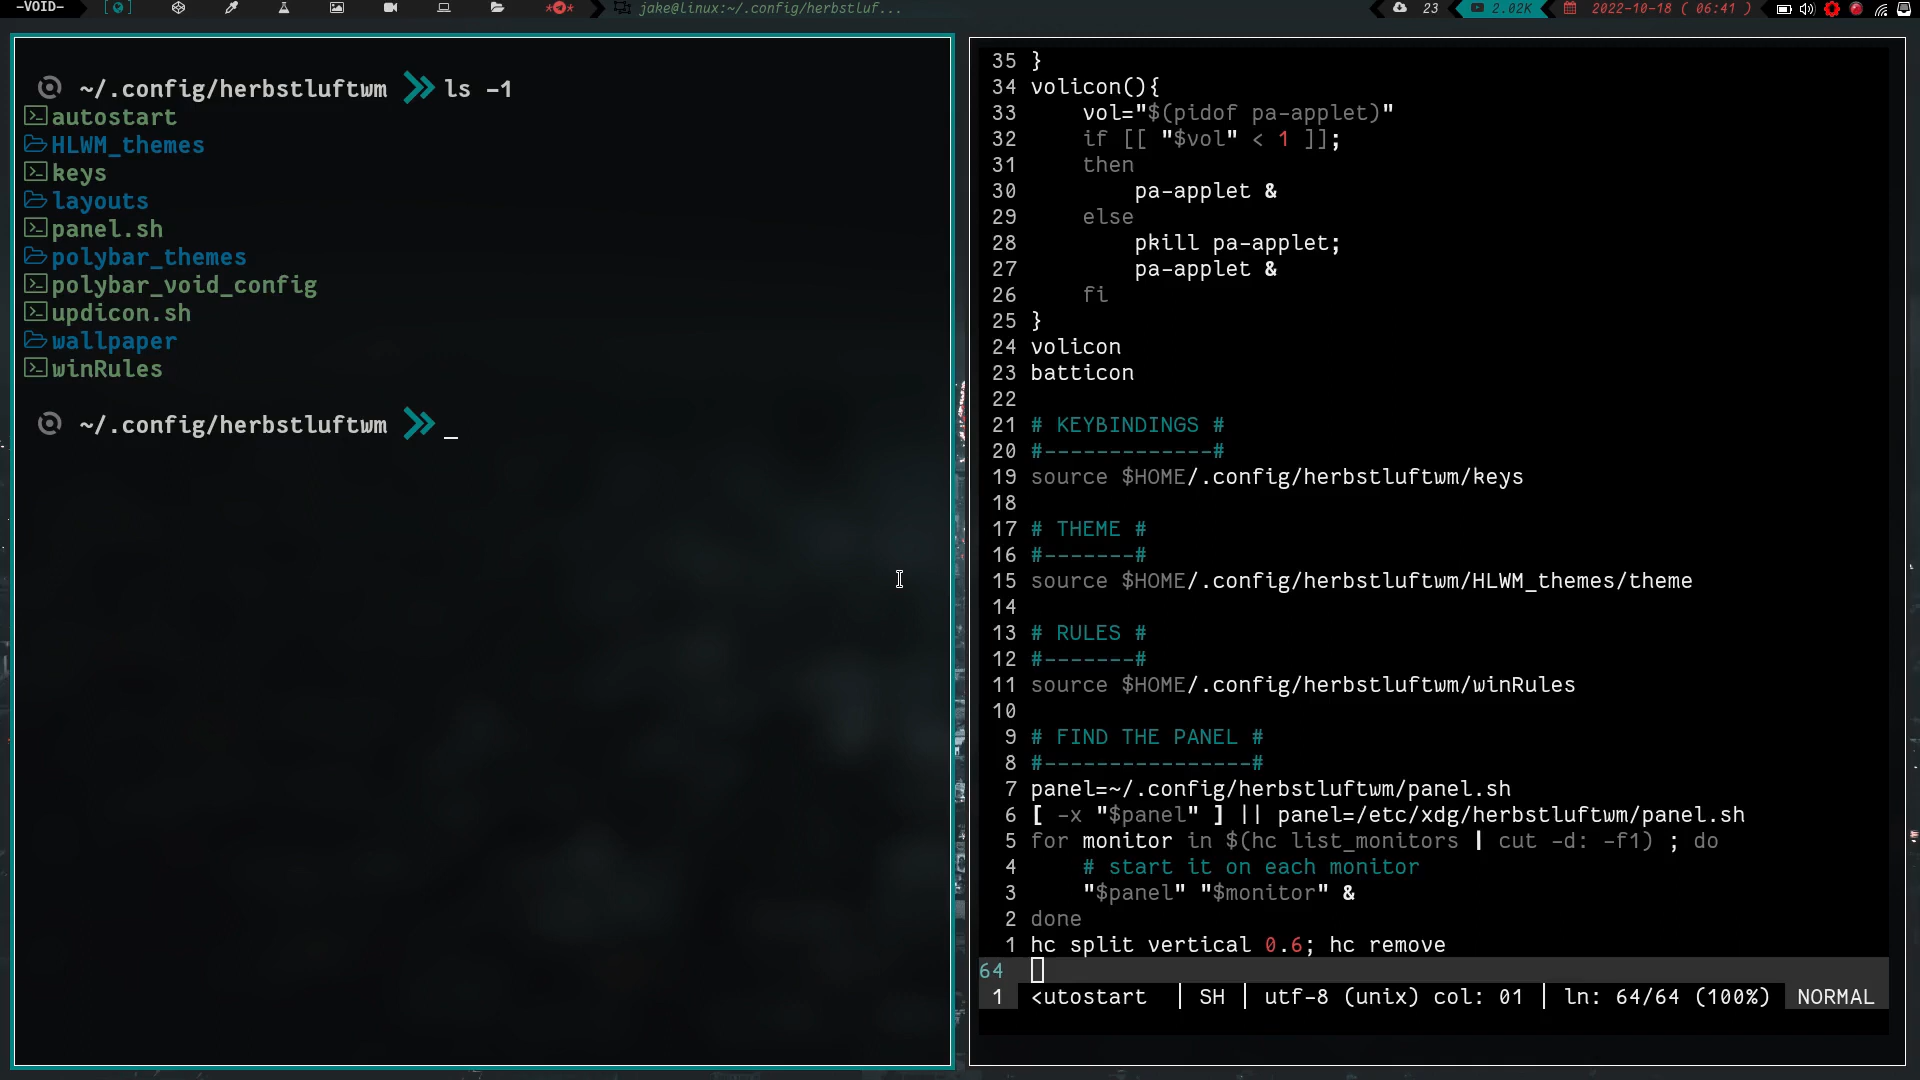 -VOID-
jake@linux:~/.config/herbstluf...
23
2.02K
2022-10-18 ( 06:41 )
~/.config/herbstluftwm ls -1
autostart
HLWM_themes
keys
layouts
panel.sh
polybar_themes
polybar_void_config
updicon.sh
wallpaper
winRules
~/.config/herbstluftwm _
35 }
34 volicon(){
33     vol="$(pidof pa-applet)"
32     if [[ "$vol" < 1 ]];
31     then
30         pa-applet &
29     else
28         pkill pa-applet;
27         pa-applet &
26     fi
25 }
24 volicon
23 batticon
22
21 # KEYBINDINGS #
20 #-------------#
19 source $HOME/.config/herbstluftwm/keys
18
17 # THEME #
16 #-------#
15 source $HOME/.config/herbstluftwm/HLWM_themes/theme
14
13 # RULES #
12 #-------#
11 source $HOME/.config/herbstluftwm/winRules
10
9 # FIND THE PANEL #
8 #----------------#
7 panel=~/.config/herbstluftwm/panel.sh
6 [ -x "$panel" ] || panel=/etc/xdg/herbstluftwm/panel.sh
5 for monitor in $(hc list_monitors | cut -d: -f1) ; do
4     # start it on each monitor
3     "$panel" "$monitor" &
2 done
1 hc split vertical 0.6; hc remove
64
1 <utostart | SH | utf-8 (unix) col: 01 | ln: 64/64 (100%) NORMAL